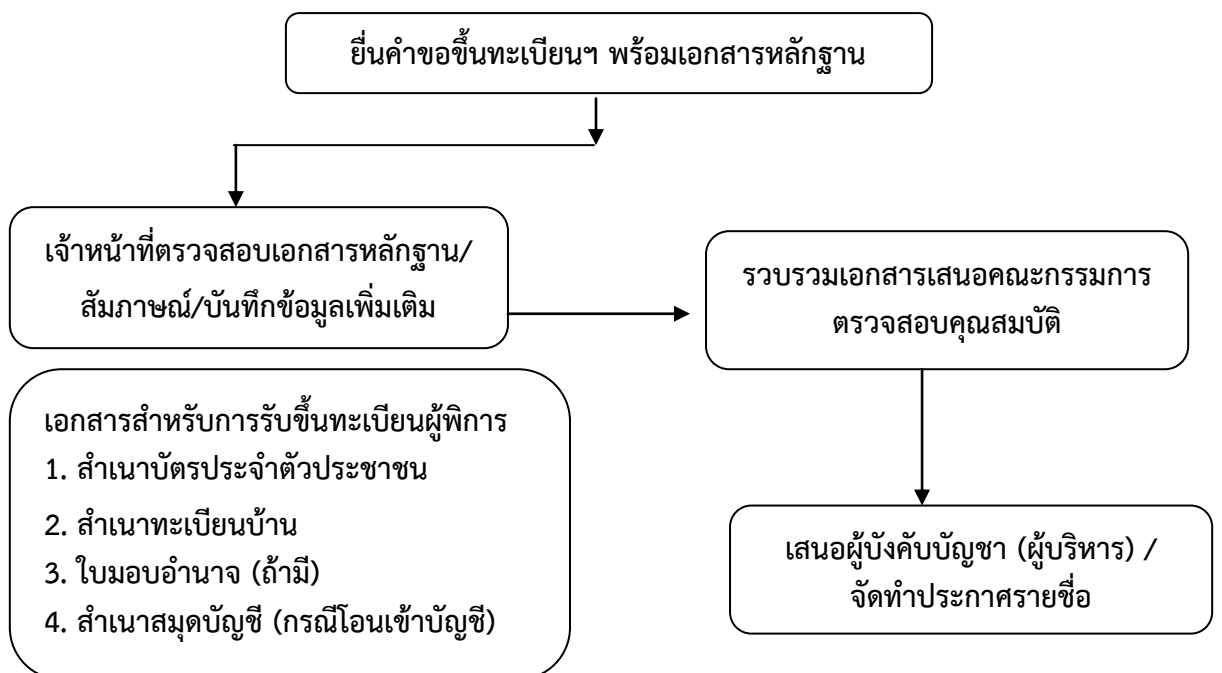 ยื่นคำขอขึ้นทะเบียนฯ พร้อมเอกสารหลักฐาน
เจ้าหน้าที่ตรวจสอบเอกสารหลักฐาน/
สัมภาษณ์/บันทึกข้อมูลเพิ่มเติม
รวบรวมเอกสารเสนอคณะกรรมการ
ตรวจสอบคุณสมบัติ
เอกสารสำหรับการรับขึ้นทะเบียนผู้พิการ
1. สำเนาบัตรประจำตัวประชาชน
2. สำเนาทะเบียนบ้าน
3. ใบมอบอำนาจ (ถ้ามี)
4. สำเนาสมุดบัญชี (กรณีโอนเข้าบัญชี)
เสนอผู้บังคับบัญชา (ผู้บริหาร) /
จัดทำประกาศรายชื่อ